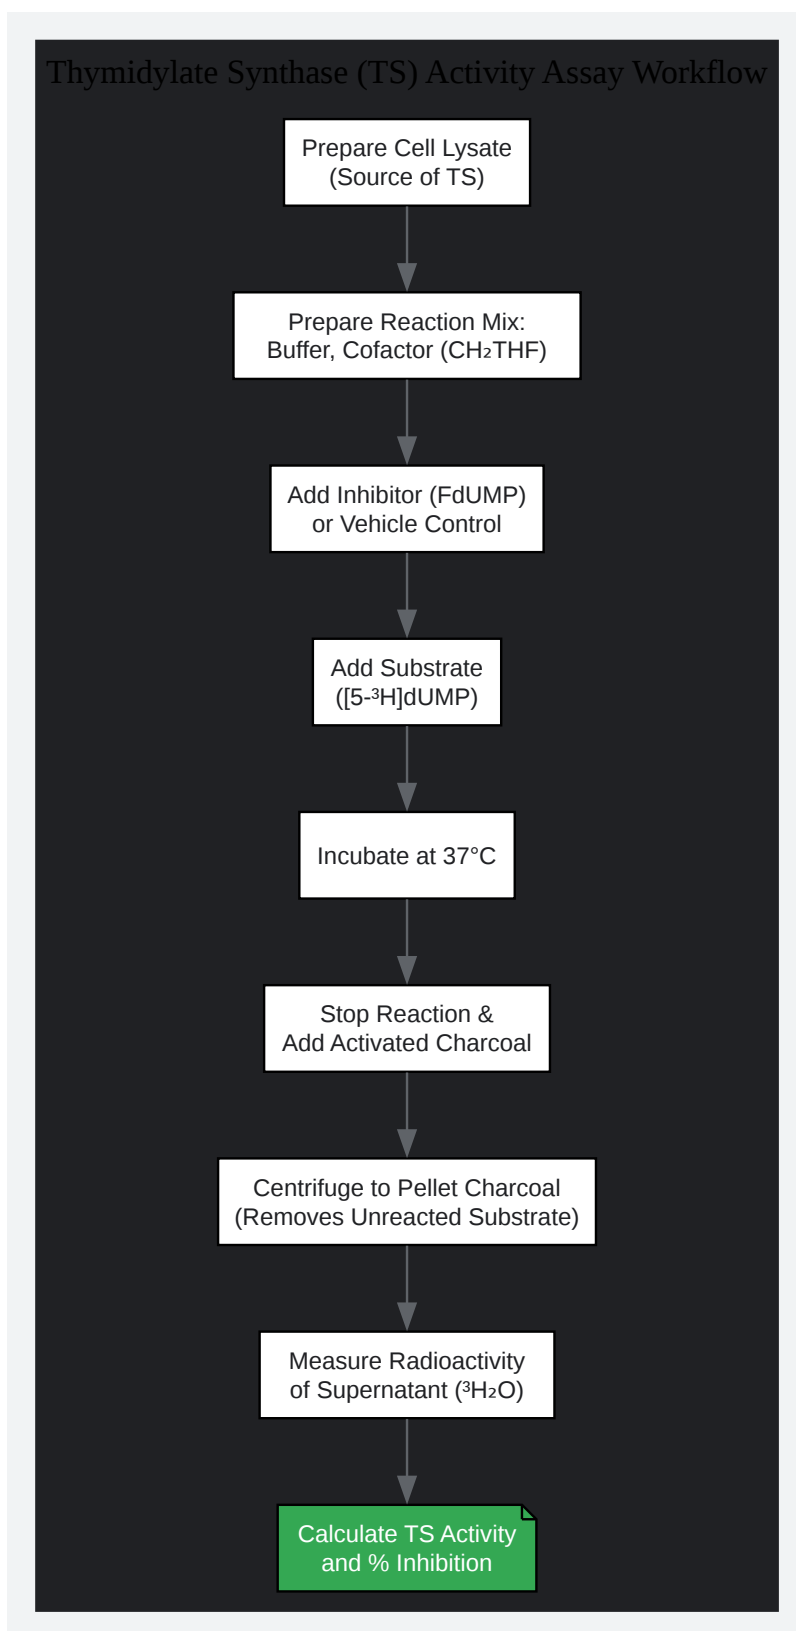 Thymidylate Synthase (TS) Activity Assay Workflow
Prepare Cell Lysate
(Source of TS)
Prepare Reaction Mix:
Buffer, Cofactor (CH₂THF)
Add Inhibitor (FdUMP)
or Vehicle Control
Add Substrate
([5-³H]dUMP)
Incubate at 37°C
Stop Reaction &
Add Activated Charcoal
Centrifuge to Pellet Charcoal
(Removes Unreacted Substrate)
Measure Radioactivity
of Supernatant (³H₂O)
Calculate TS Activity
and % Inhibition